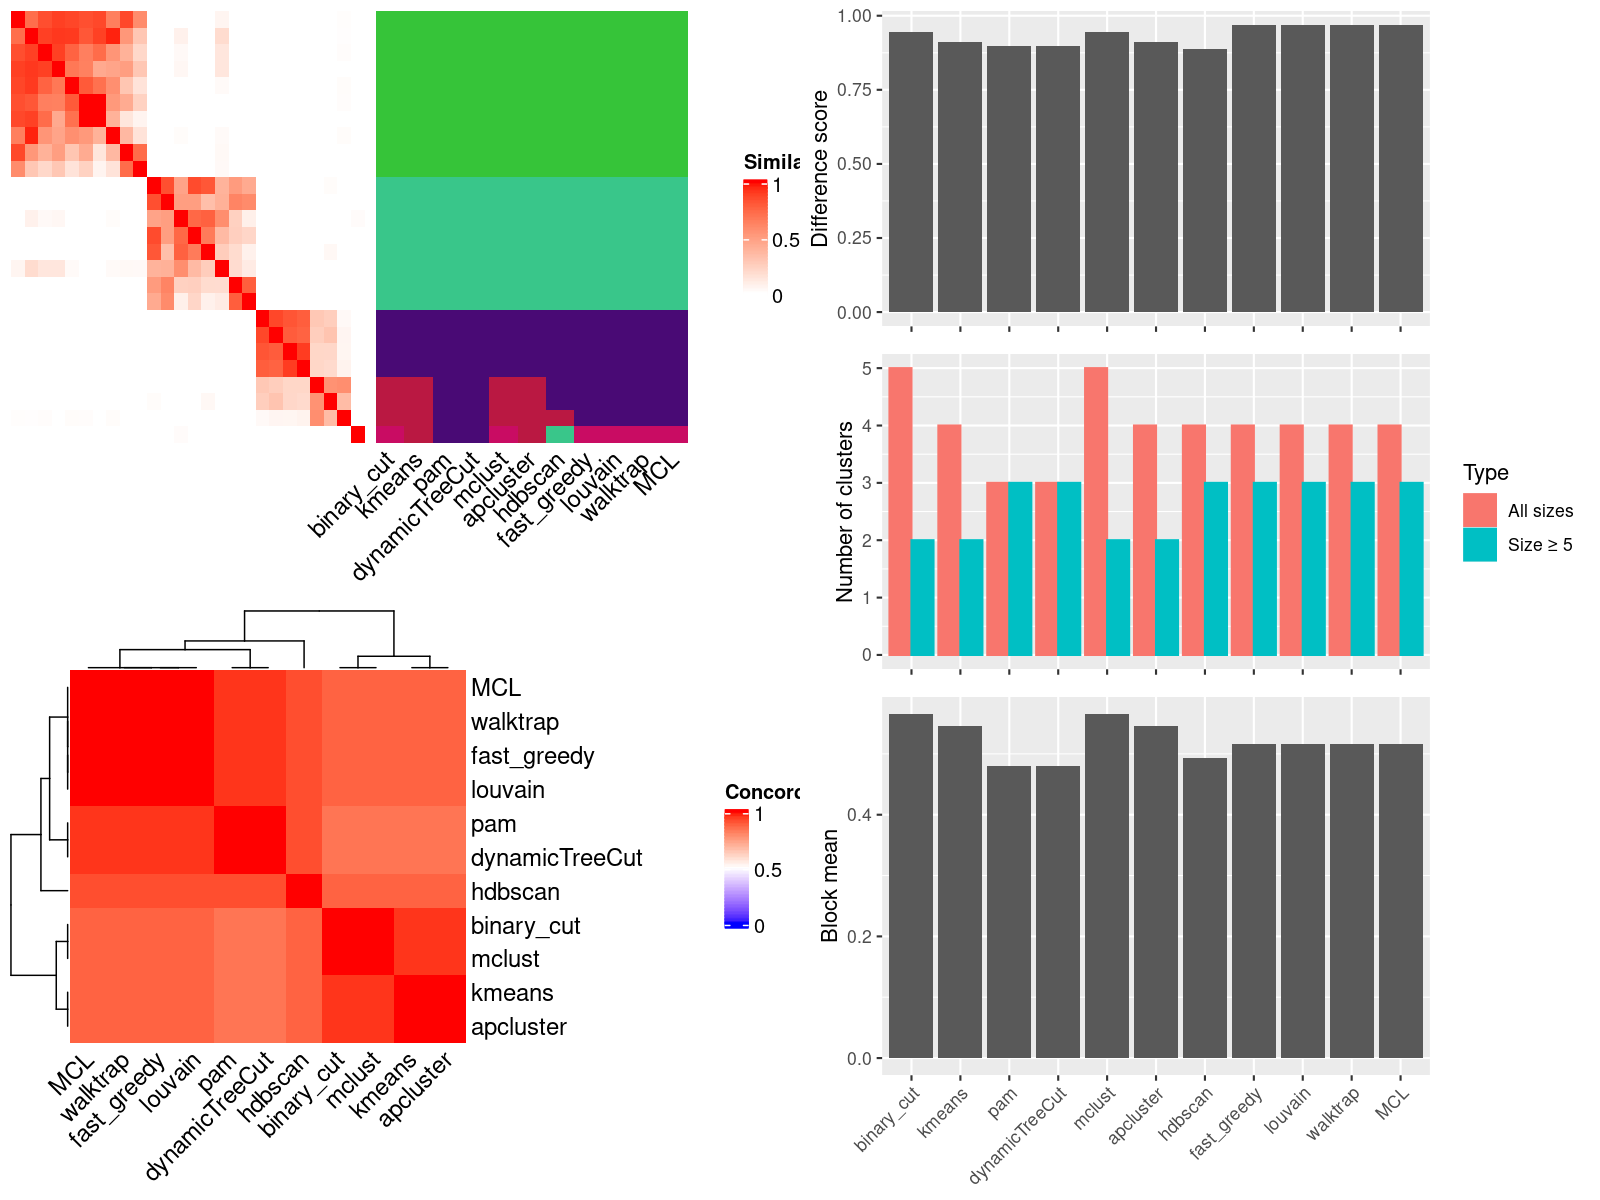 Simila
1
0.5
0
binary_cut
kmeans
pam
dynamicTreeCut
mclust
apcluster
hdbscan
fast_greedy
louvain
walktrap
MCL
MCL
walktrap
fast_greedy
louvain
pam
dynamicTreeCut
hdbscan
binary_cut
mclust
kmeans
apcluster
Concord
1
0.5
0
MCL
walktrap
fast_greedy
louvain
pam
dynamicTreeCut
hdbscan
binary_cut
mclust
kmeans
apcluster
Difference score
1.00
0.75
0.50
0.25
0.00
Number of clusters
5
4
3
2
1
0
Type
All sizes
Size ≥ 5
Block mean
0.4
0.2
0.0
binary_cut
kmeans
pam
dynamicTreeCut
mclust
apcluster
hdbscan
fast_greedy
louvain
walktrap
MCL